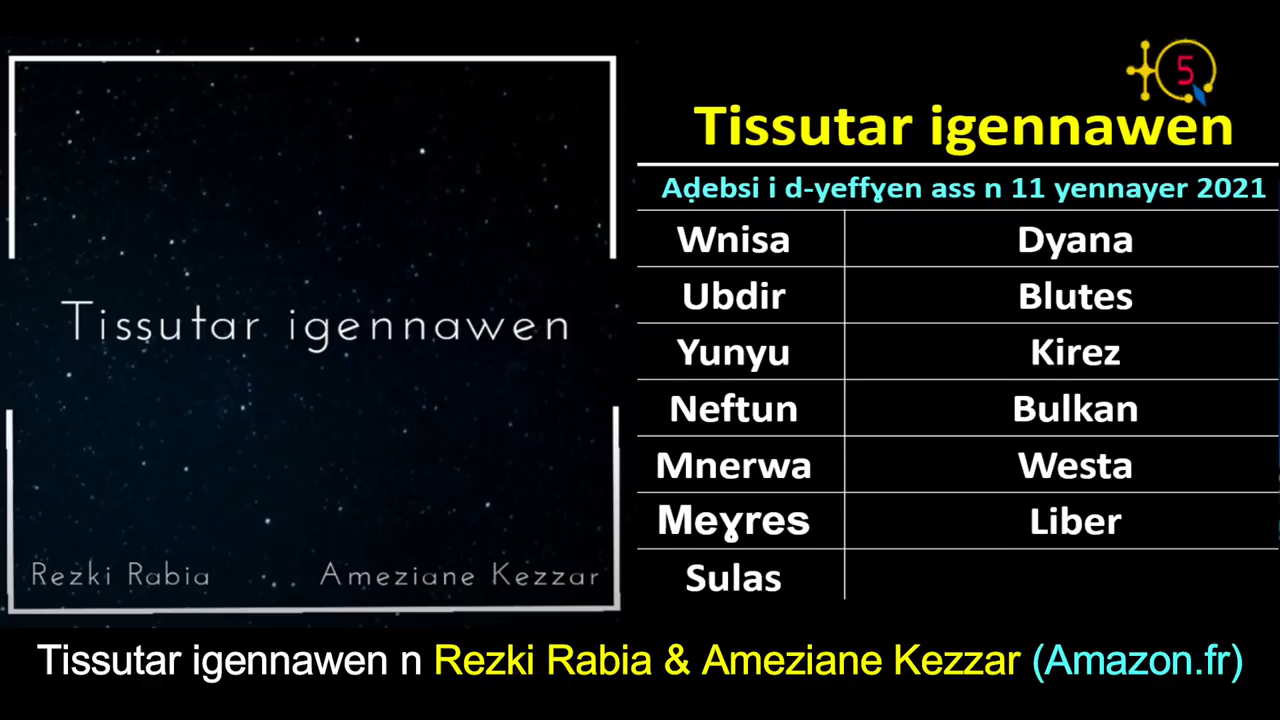 Tissutar igennawen
Rezki Rabia
Ameziane Kezzar
5
Tissutar igennawen
Aḍebsi i d-yeffɣen ass n 11 yennayer 2021
Wnisa Dyana
Ubdir Blutes
Yunyu Kirez
Neftun Bulkan
Mnerwa Westa
Meɣres Liber
Sulas
Tissutar igennawen n Rezki Rabia & Ameziane Kezzar (Amazon.fr)